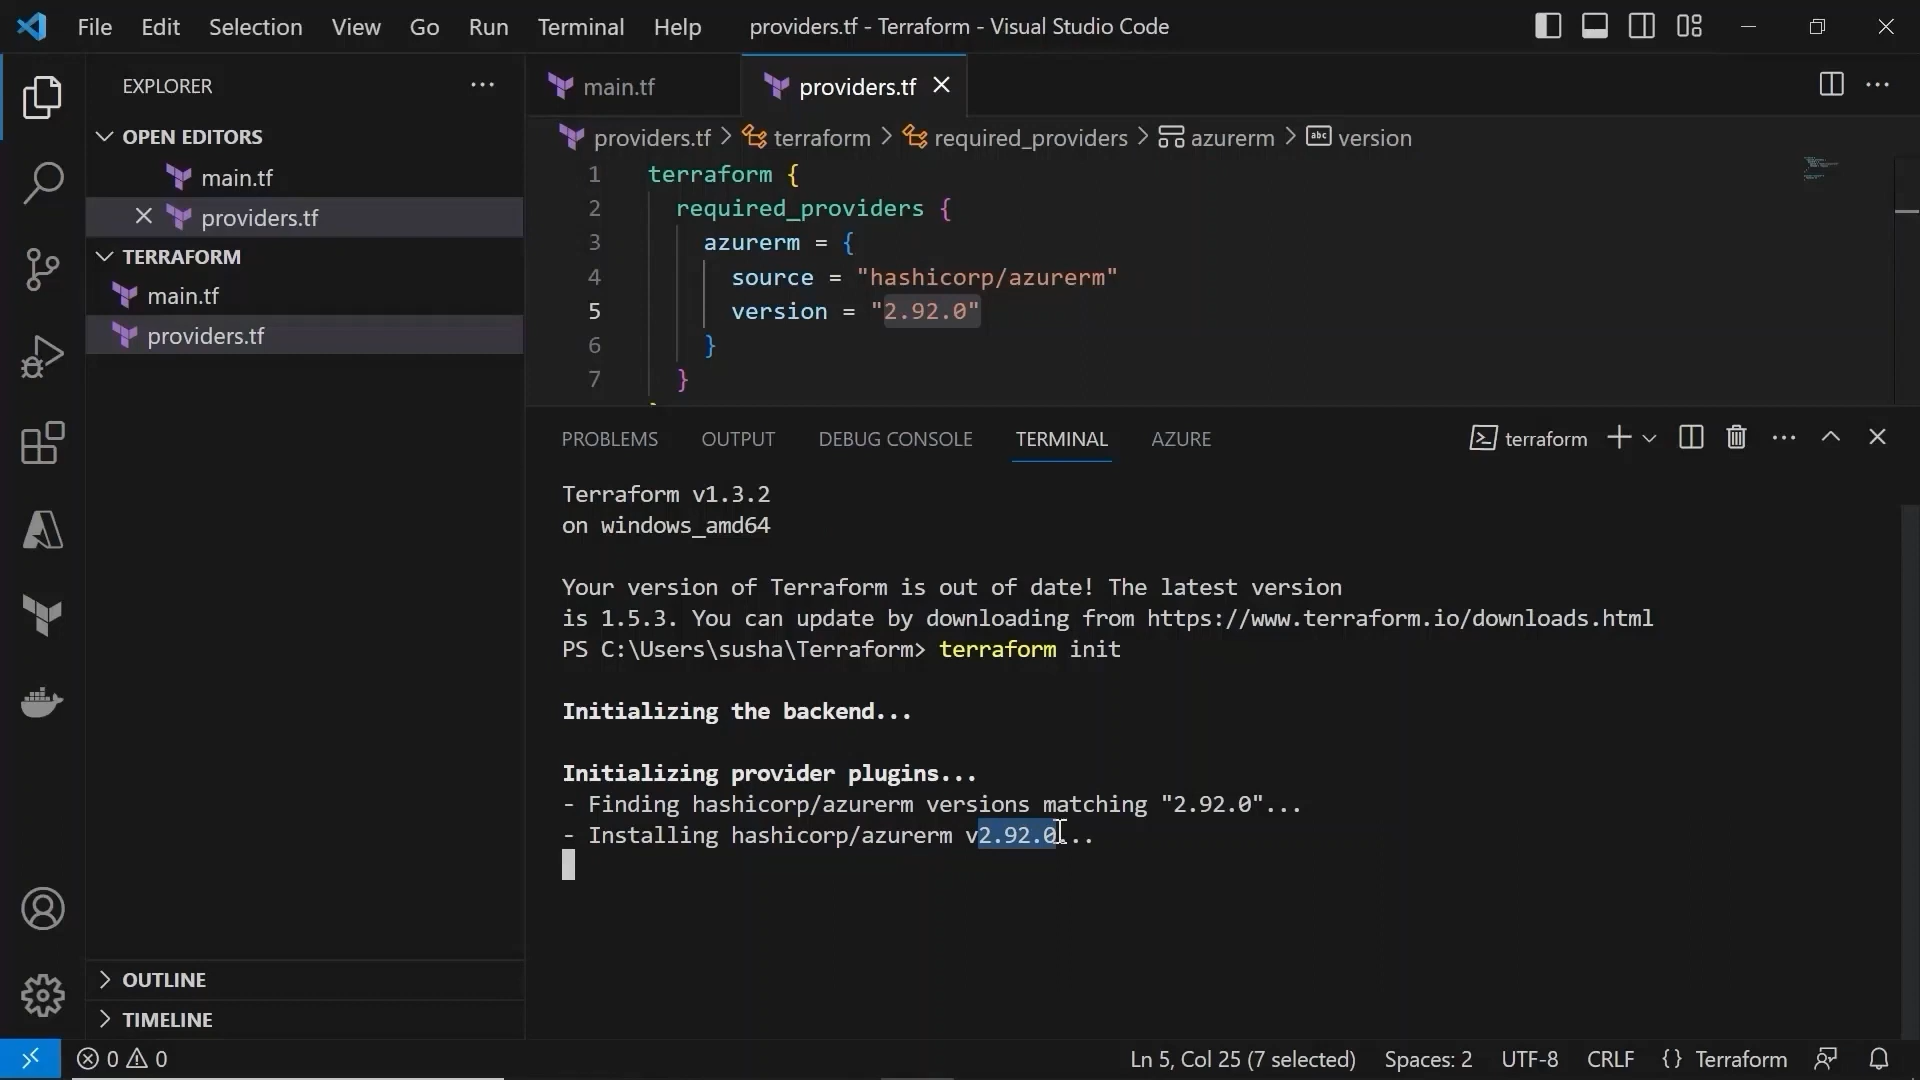 File Edit Selection View Go Run Terminal Help providers.tf - Terraform - Visual Studio Code
EXPLORER
OPEN EDITORS
main.tf
providers.tf
TERRAFORM
main.tf
providers.tf
OUTLINE
TIMELINE
main.tf providers.tf
providers.tf > terraform > required_providers > azurerm > abc version
1 terraform {
2 required_providers {
3 azurerm = {
4 source = "hashicorp/azurerm"
5 version = "2.92.0"
6 }
7 }
PROBLEMS OUTPUT DEBUG CONSOLE TERMINAL AZURE terraform
Terraform v1.3.2
on windows_amd64
Your version of Terraform is out of date! The latest version
is 1.5.3. You can update by downloading from https://www.terraform.io/downloads.html
PS C:\Users\susha\Terraform> terraform init
Initializing the backend...
Initializing provider plugins...
- Finding hashicorp/azurerm versions matching "2.92.0"...
- Installing hashicorp/azurerm v2.92.0...
0 0 Ln 5, Col 25 (7 selected) Spaces: 2 UTF-8 CRLF {} Terraform